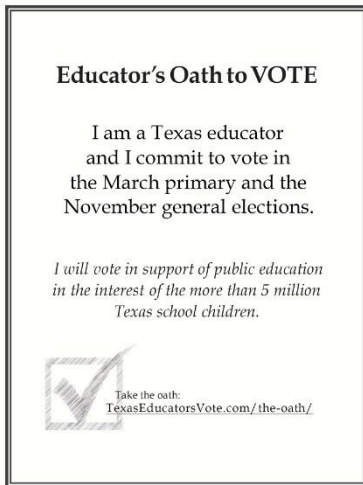 Educator's Oath to VOTE
I am a Texas educator
and I commit to vote in
the March primary and the
November general elections.
I will vote in support of public education
in the interest of the more than 5 million
Texas school children.
Take the oath:
TexasEducatorsVote.com/the-oath/